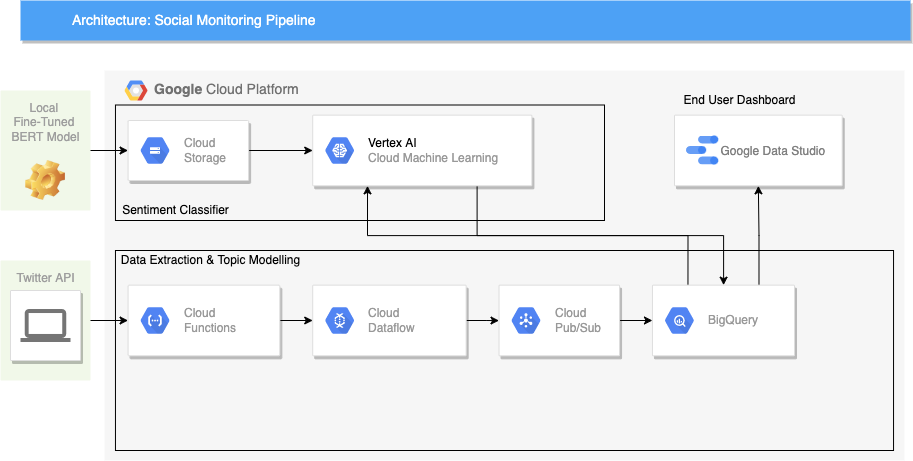 Architecture: Social Monitoring Pipeline
Google Cloud Platform
Local
Fine-Tuned
BERT Model
Cloud
Storage
Vertex AI
Cloud Machine Learning
Sentiment Classifier
End User Dashboard
Google Data Studio
Data Extraction & Topic Modelling
Twitter API
Cloud
Functions
Cloud
Dataflow
Cloud
Pub/Sub
BigQuery